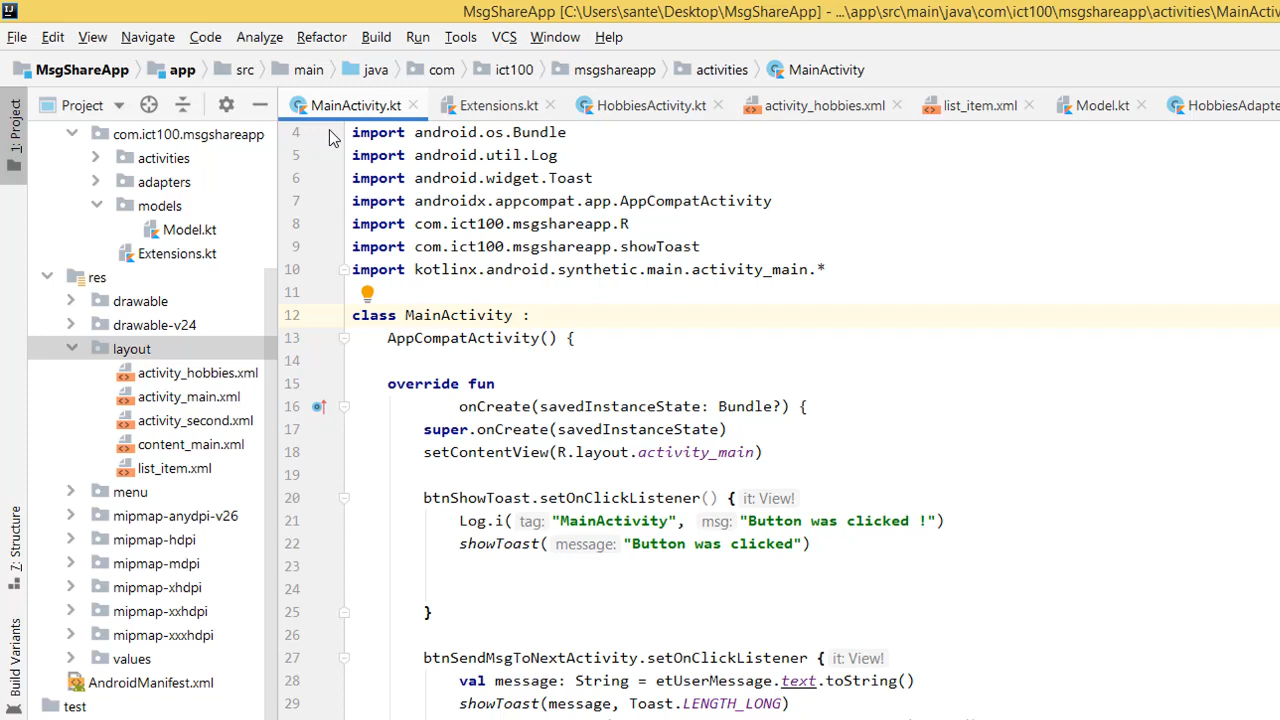 MsgShareApp [C:\Users\sante\Desktop\MsgShareApp] - ...\app\src\main\java\com\ict100\msgshareapp\activities\MainActiv
File Edit View Navigate Code Analyze Refactor Build Run Tools VCS Window Help
MsgShareApp app src main java com ict100 msgshareapp activities MainActivity
Project MainActivity.kt Extensions.kt HobbiesActivity.kt activity_hobbies.xml list_item.xml Model.kt HobbiesAdapte
1: Project
com.ict100.msgshareapp
activities
adapters
models
Model.kt
Extensions.kt
res
drawable
drawable-v24
layout
activity_hobbies.xml
activity_main.xml
activity_second.xml
content_main.xml
list_item.xml
menu
mipmap-anydpi-v26
mipmap-hdpi
mipmap-mdpi
mipmap-xhdpi
mipmap-xxhdpi
mipmap-xxxhdpi
values
AndroidManifest.xml
test
7: Structure
Build Variants
4 import android.os.Bundle
5 import android.util.Log
6 import android.widget.Toast
7 import androidx.appcompat.app.AppCompatActivity
8 import com.ict100.msgshareapp.R
9 import com.ict100.msgshareapp.showToast
10 import kotlinx.android.synthetic.main.activity_main.*
11
12 class MainActivity :
13 AppCompatActivity() {
14
15 override fun
16 onCreate(savedInstanceState: Bundle?) {
17 super.onCreate(savedInstanceState)
18 setContentView(R.layout.activity_main)
19
20 btnShowToast.setOnClickListener() { it: View!
21 Log.i( tag: "MainActivity", msg: "Button was clicked !")
22 showToast( message: "Button was clicked")
23
24
25 }
26
27 btnSendMsgToNextActivity.setOnClickListener { it: View!
28 val message: String = etUserMessage.text.toString()
29 showToast(message, Toast.LENGTH_LONG)